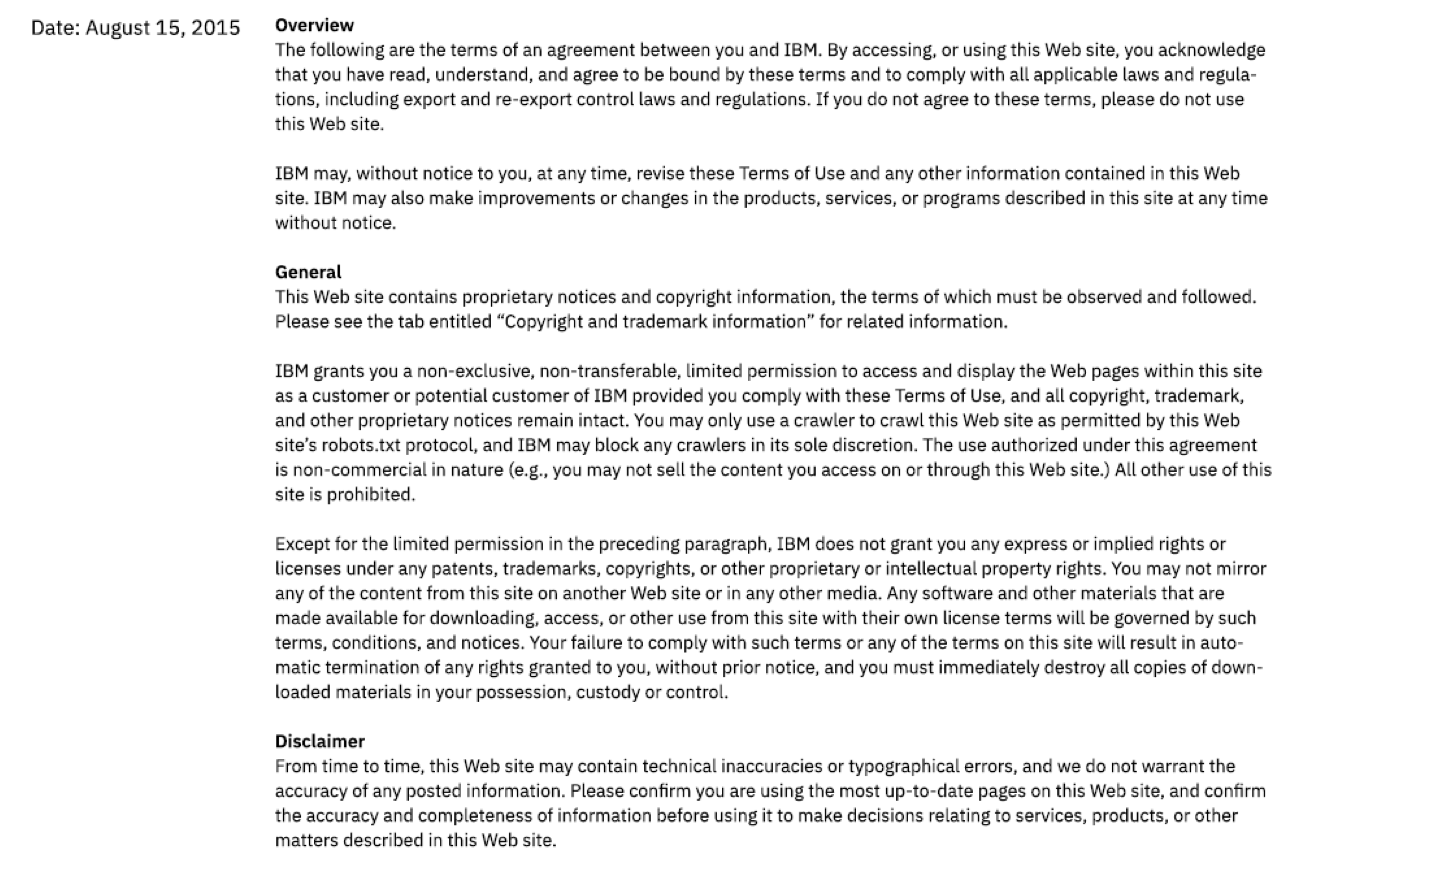 Date: August 15, 2015
Overview
The following are the terms of an agreement between you and IBM. By accessing, or using this Web site, you acknowledge
that you have read, understand, and agree to be bound by these terms and to comply with all applicable laws and regula-
tions, including export and re-export control laws and regulations. If you do not agree to these terms, please do not use
this Web site.
IBM may, without notice to you, at any time, revise these Terms of Use and any other information contained in this Web
site. IBM may also make improvements or changes in the products, services, or programs described in this site at any time
without notice.
General
This Web site contains proprietary notices and copyright information, the terms of which must be observed and followed.
Please see the tab entitled “Copyright and trademark information” for related information.
IBM grants you a non-exclusive, non-transferable, limited permission to access and display the Web pages within this site
as a customer or potential customer of IBM provided you comply with these Terms of Use, and all copyright, trademark,
and other proprietary notices remain intact. You may only use a crawler to crawl this Web site as permitted by this Web
site’s robots.txt protocol, and IBM may block any crawlers in its sole discretion. The use authorized under this agreement
is non-commercial in nature (e.g., you may not sell the content you access on or through this Web site.) All other use of this
site is prohibited.
Except for the limited permission in the preceding paragraph, IBM does not grant you any express or implied rights or
licenses under any patents, trademarks, copyrights, or other proprietary or intellectual property rights. You may not mirror
any of the content from this site on another Web site or in any other media. Any software and other materials that are
made available for downloading, access, or other use from this site with their own license terms will be governed by such
terms, conditions, and notices. Your failure to comply with such terms or any of the terms on this site will result in auto-
matic termination of any rights granted to you, without prior notice, and you must immediately destroy all copies of down-
loaded materials in your possession, custody or control.
Disclaimer
From time to time, this Web site may contain technical inaccuracies or typographical errors, and we do not warrant the
accuracy of any posted information. Please confirm you are using the most up-to-date pages on this Web site, and confirm
the accuracy and completeness of information before using it to make decisions relating to services, products, or other
matters described in this Web site.